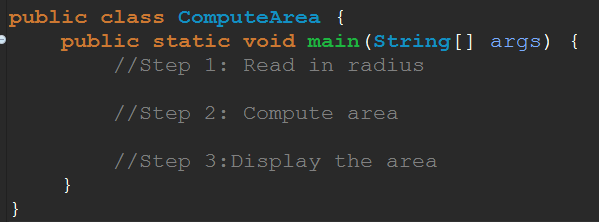 public class ComputeArea {
public static void main(String[] args) {
//Step 1: Read in radius
//Step 2: Compute area
//Step 3:Display the area
}
}